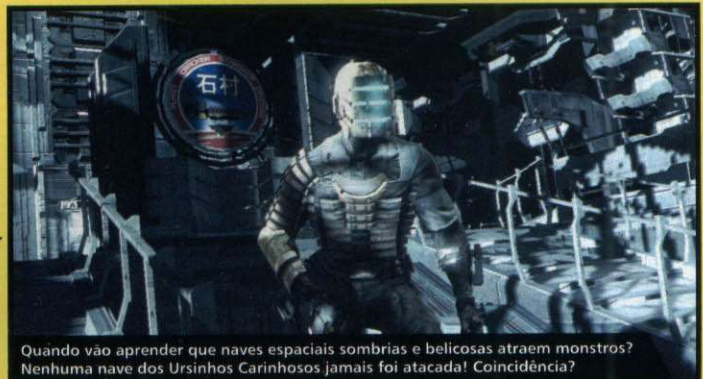 石村
Quando vão aprender que naves espaciais sombrias e belicosas atraem monstros?
Nenhuma nave dos Ursinhos Carinhosos jamais foi atacada! Coincidência?